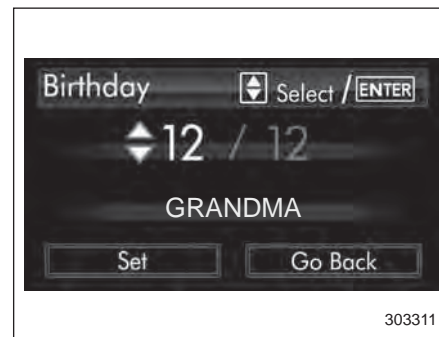 Birthday Select / ENTER
12 / 12
GRANDMA
Set Go Back
303311